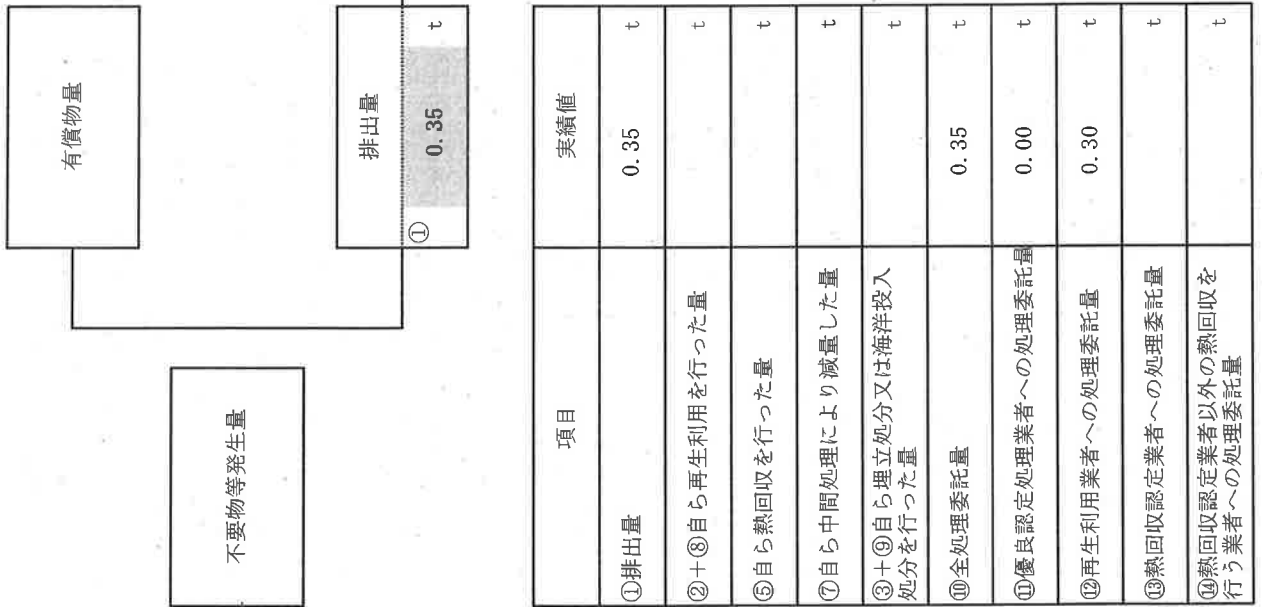 不要物等発生量
有償物量
排出量
① 0.35 t
項目 実績値
①排出量 0.35 t
②+⑧自ら再生利用を行った量 t
⑤自ら熱回収を行った量 t
⑦自ら中間処理により減量した量 t
③+⑨自ら埋立処分又は海洋投入
処分を行った量 t
⑩全処理委託量 0.35 t
⑪優良認定処理業者への処理委託量 0.00 t
⑫再生利用業者への処理委託量 0.30 t
⑬熱回収認定業者への処理委託量 t
⑭熱回収認定業者以外の熱回収を
行う業者への処理委託量 t